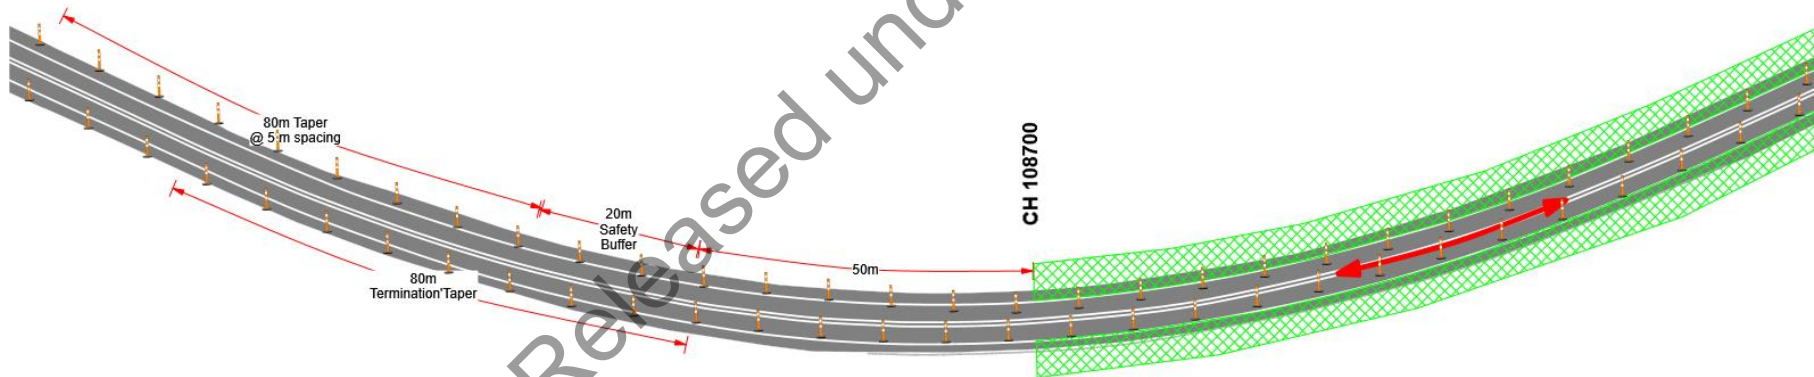 80m Taper
@ 5 m spacing
20m
Safety
Buffer
50m
80m
Termination'Taper
CH 108700
Released und